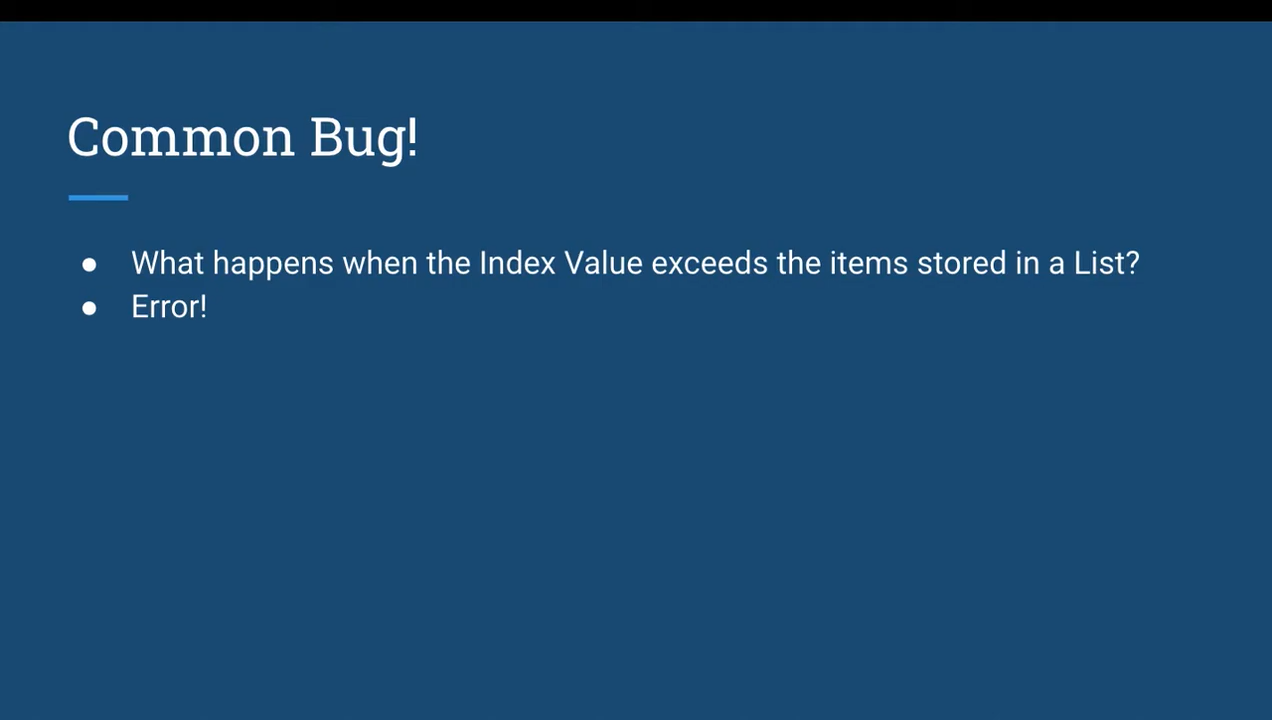 Common Bug!
● What happens when the Index Value exceeds the items stored in a List?
● Error!